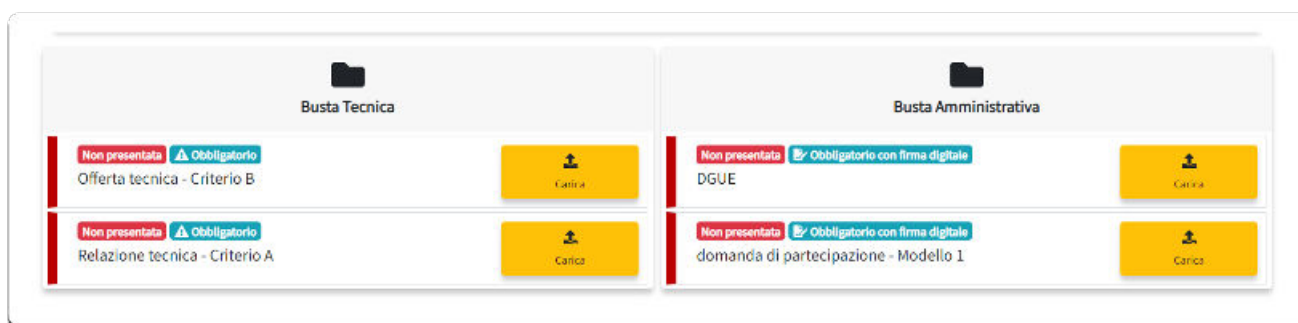 Busta Tecnica
Non presentata Obbligatorio
Offerta tecnica - Criterio B
Carica
Non presentata Obbligatorio
Relazione tecnica - Criterio A
Carica
Busta Amministrativa
Non presentata Obbligatorio con firma digitale
DGUE
Carica
Non presentata Obbligatorio con firma digitale
domanda di partecipazione - Modello 1
Carica